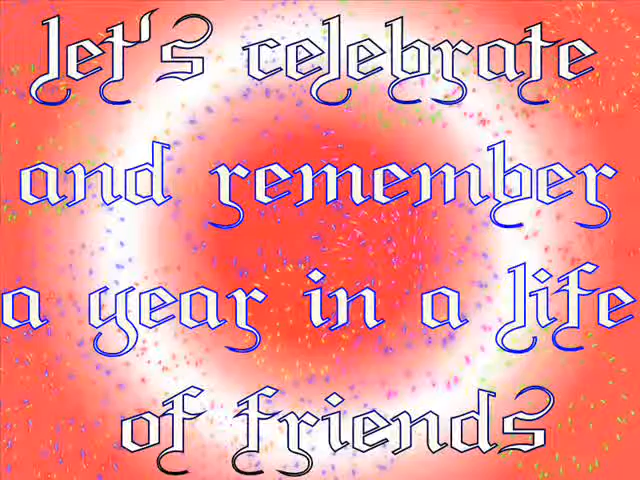 let's celebrate
and remember
a year in a life
of friends